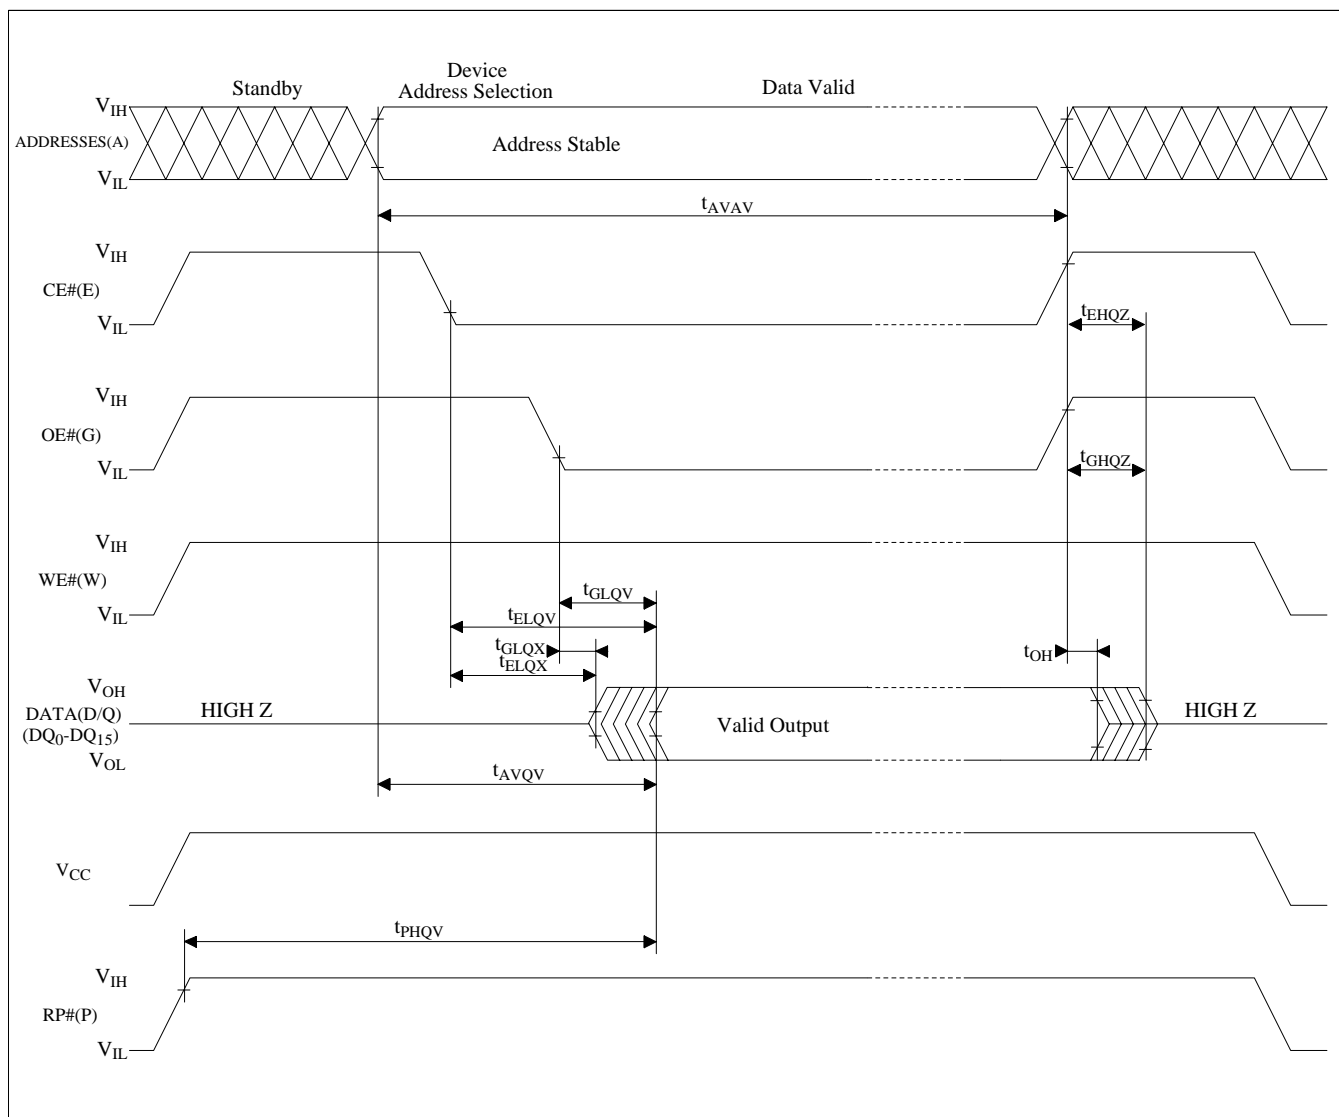 Standby
Device
Address Selection
Data Valid
VIH
ADDRESSES(A)
Address Stable
VIL
tAVAV
VIH
CE#(E)
tEHQZ
VIL
VIH
OE#(G)
tGHQZ
VIL
VIH
WE#(W)
tGLQV
VIL
tELQV
tGLQX
tOH
tELQX
VOH
DATA(D/Q)
HIGH Z
Valid Output
HIGH Z
(DQ0-DQ15)
VOL
tAVQV
VCC
tPHQV
VIH
RP#(P)
VIL